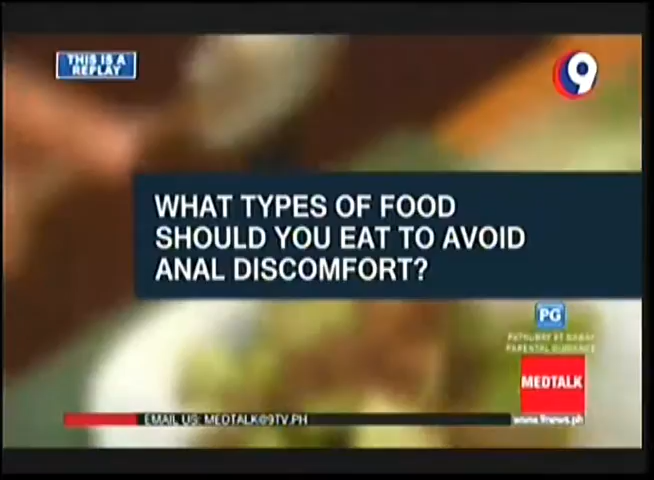 THIS IS A
REPLAY
9
WHAT TYPES OF FOOD
SHOULD YOU EAT TO AVOID
ANAL DISCOMFORT?
PG
PATNUBAY AT GABAY
PARENTAL GUIDANCE
MEDTALK
EMAIL US: MEDTALK@9TV.PH
www.9news.ph